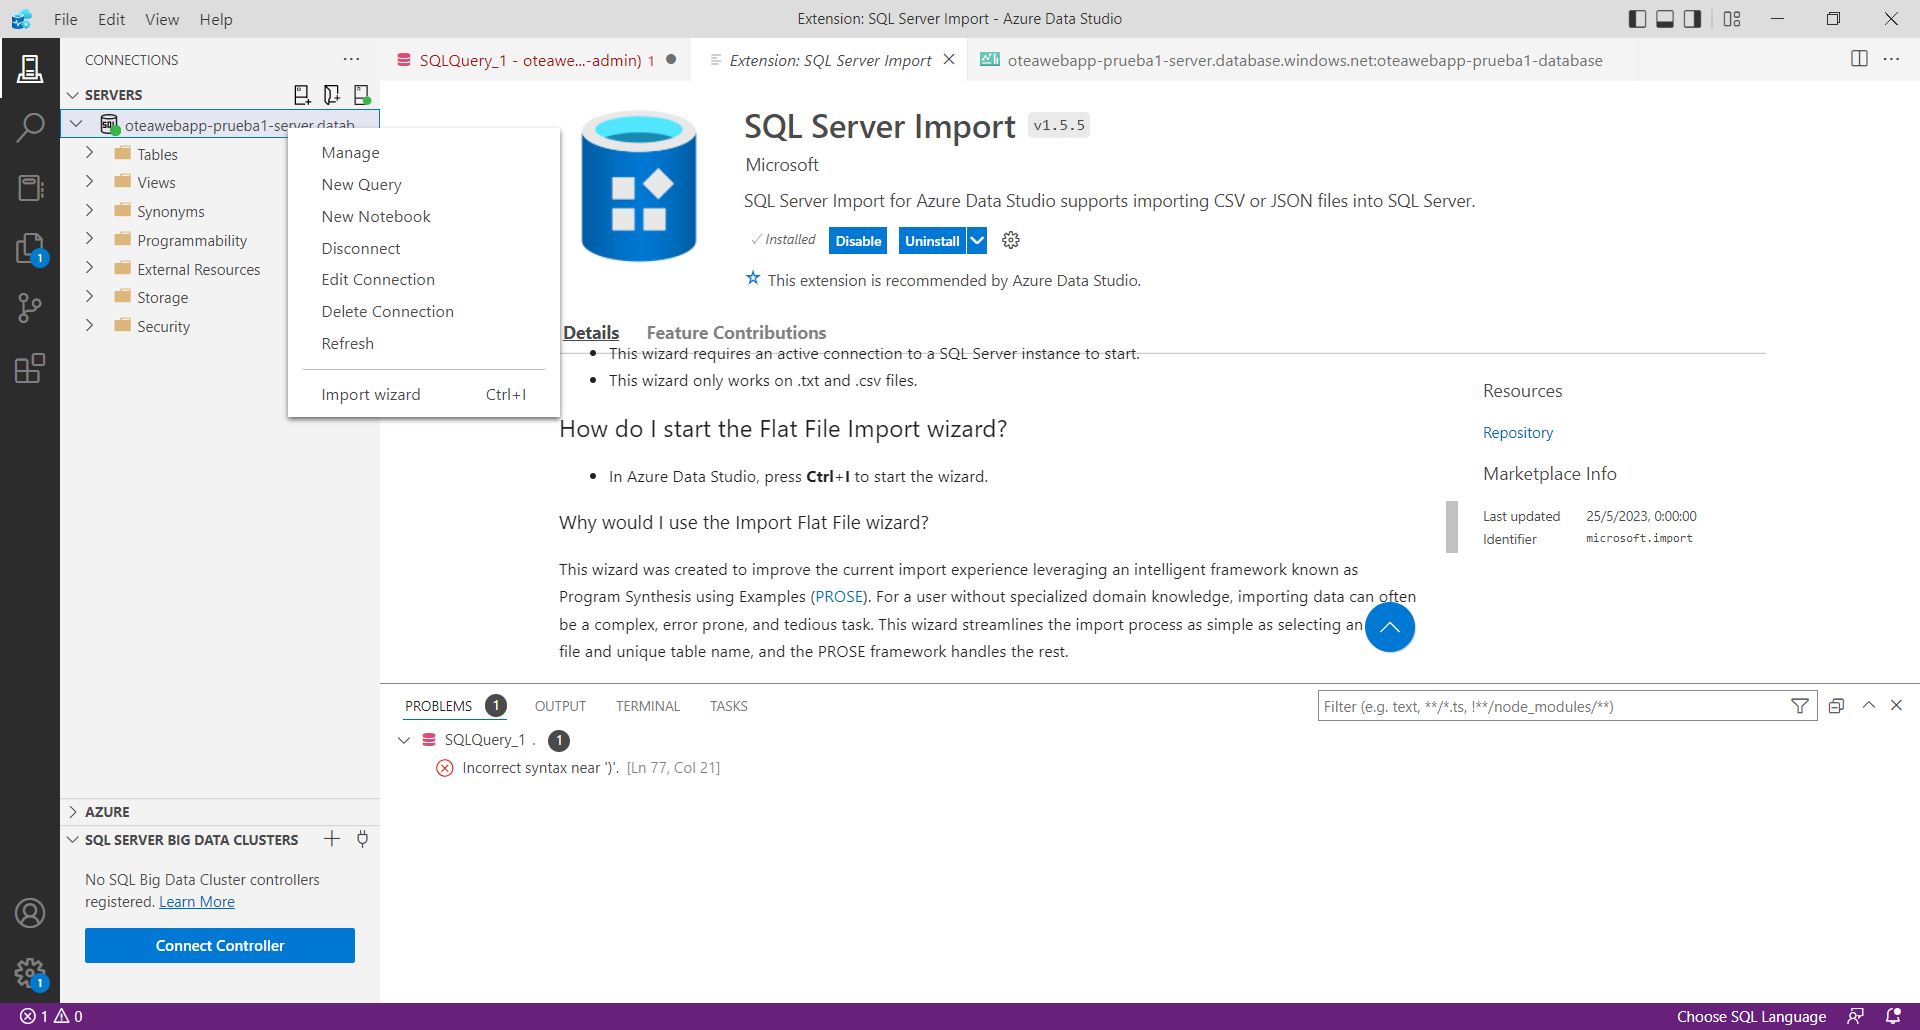 File Edit View Help
Extension: SQL Server Import - Azure Data Studio
CONNECTIONS
SERVERS
oteawebapp-prueba1-server.datab
Tables
Views
Synonyms
Programmability
External Resources
Storage
Security
Manage
New Query
New Notebook
Disconnect
Edit Connection
Delete Connection
Refresh
Import wizard Ctrl+I
AZURE
SQL SERVER BIG DATA CLUSTERS
No SQL Big Data Cluster controllers
registered. Learn More
Connect Controller
1
1
SQLQuery_1 - oteawe...-admin) 1
Extension: SQL Server Import
oteawebapp-prueba1-server.database.windows.net:oteawebapp-prueba1-database
SQL
SQL Server Import v1.5.5
Microsoft
SQL Server Import for Azure Data Studio supports importing CSV or JSON files into SQL Server.
Installed Disable Uninstall
This extension is recommended by Azure Data Studio.
Details Feature Contributions
This wizard requires an active connection to a SQL Server instance to start.
This wizard only works on .txt and .csv files.
How do I start the Flat File Import wizard?
In Azure Data Studio, press Ctrl+I to start the wizard.
Why would I use the Import Flat File wizard?
This wizard was created to improve the current import experience leveraging an intelligent framework known as
Program Synthesis using Examples (PROSE). For a user without specialized domain knowledge, importing data can often
be a complex, error prone, and tedious task. This wizard streamlines the import process as simple as selecting an
file and unique table name, and the PROSE framework handles the rest.
Resources
Repository
Marketplace Info
Last updated 25/5/2023, 0:00:00
Identifier microsoft.import
PROBLEMS 1 OUTPUT TERMINAL TASKS
Filter (e.g. text, **/*.ts, !**/node_modules/**)
SQLQuery_1 . 1
Incorrect syntax near ')'. [Ln 77, Col 21]
1 0
Choose SQL Language